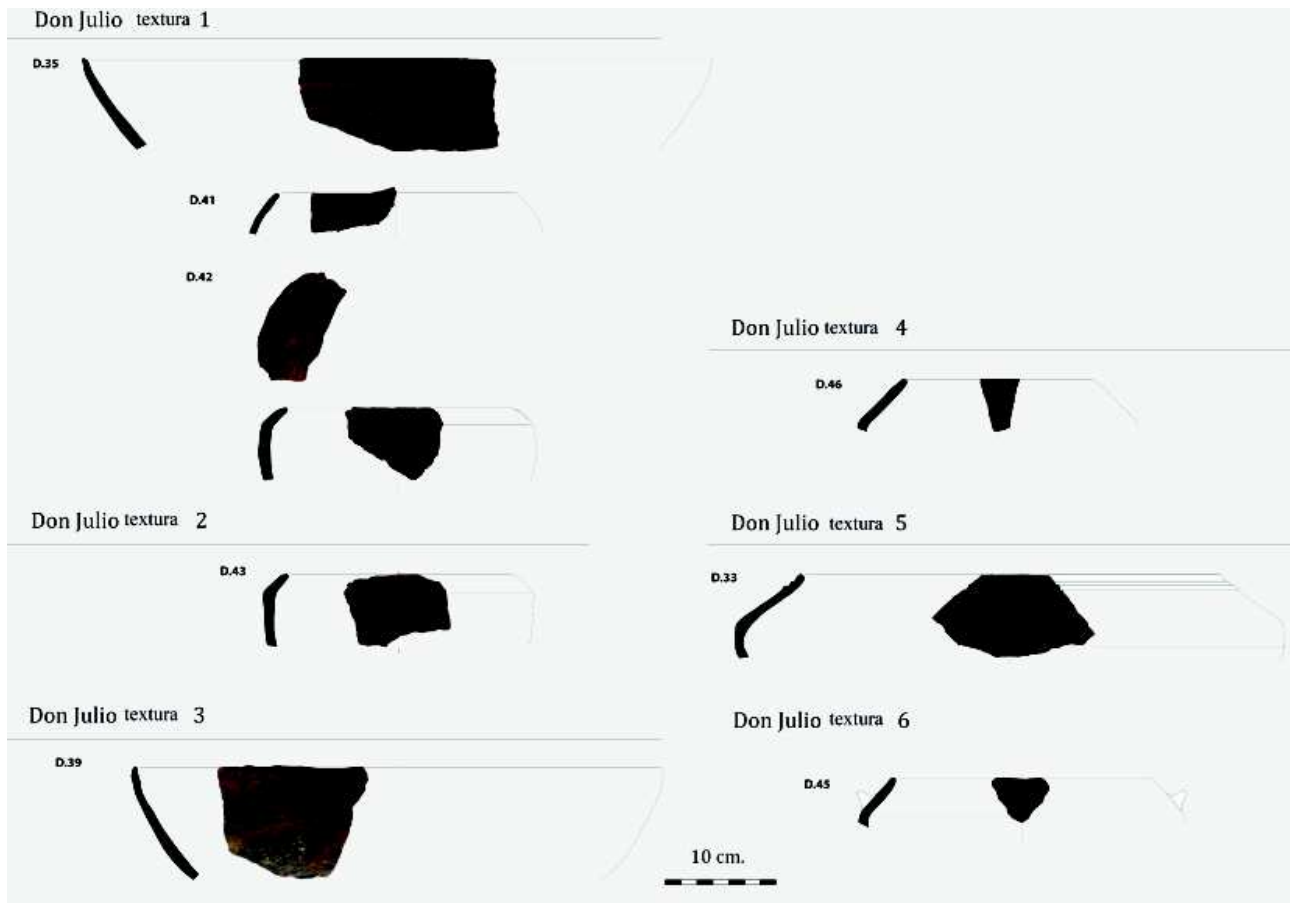 Don Julio textura 1
D.35
D.41
D.42
Don Julio textura 2
D.43
Don Julio textura 3
D.39
Don Julio textura 4
D.46
Don Julio textura 5
D.33
Don Julio textura 6
D.45
10 cm.